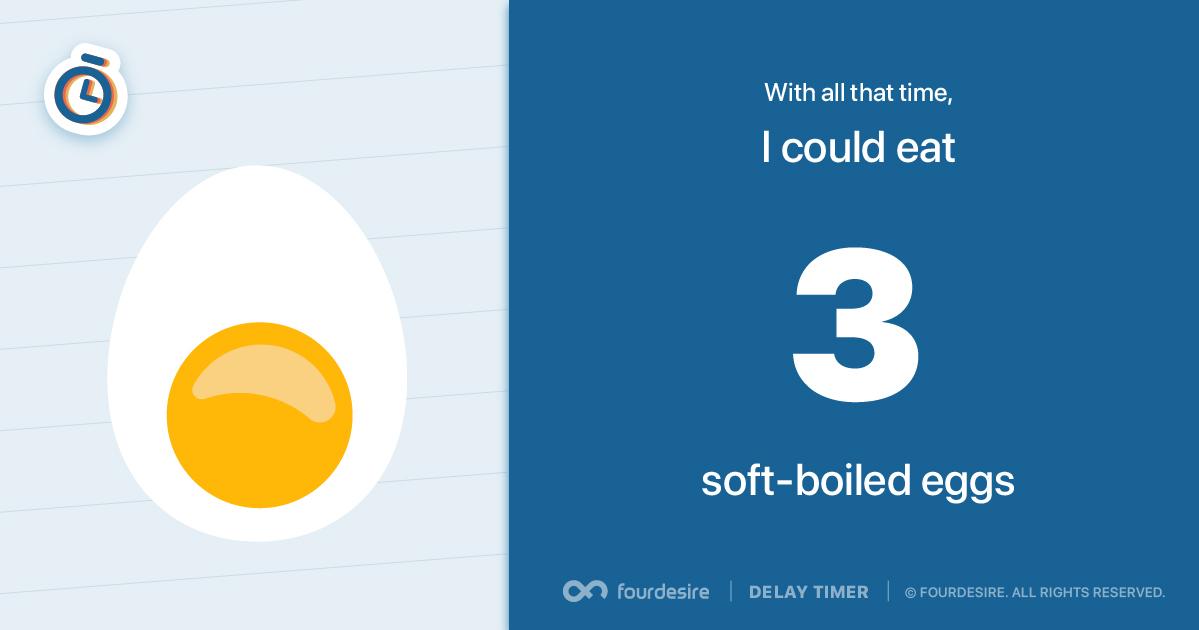 With all that time,
I could eat
3
soft-boiled eggs
fourdesire | DELAY TIMER | © FOURDESIRE. ALL RIGHTS RESERVED.